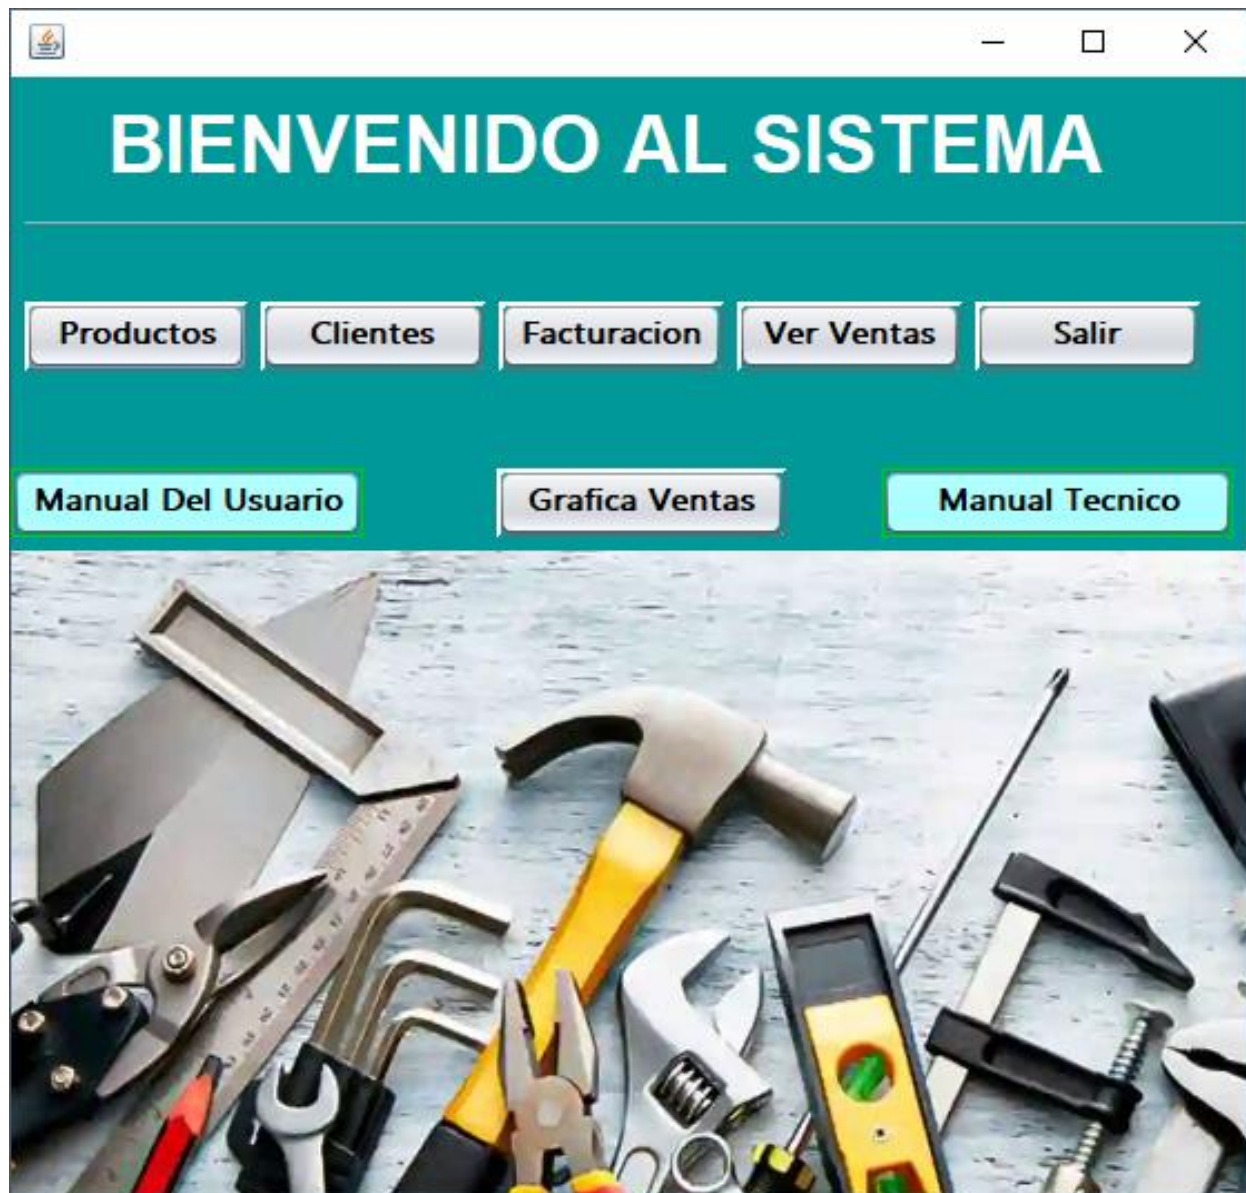 BIENVENIDO AL SISTEMA
Productos Clientes Facturacion Ver Ventas Salir
Manual Del Usuario Grafica Ventas Manual Tecnico